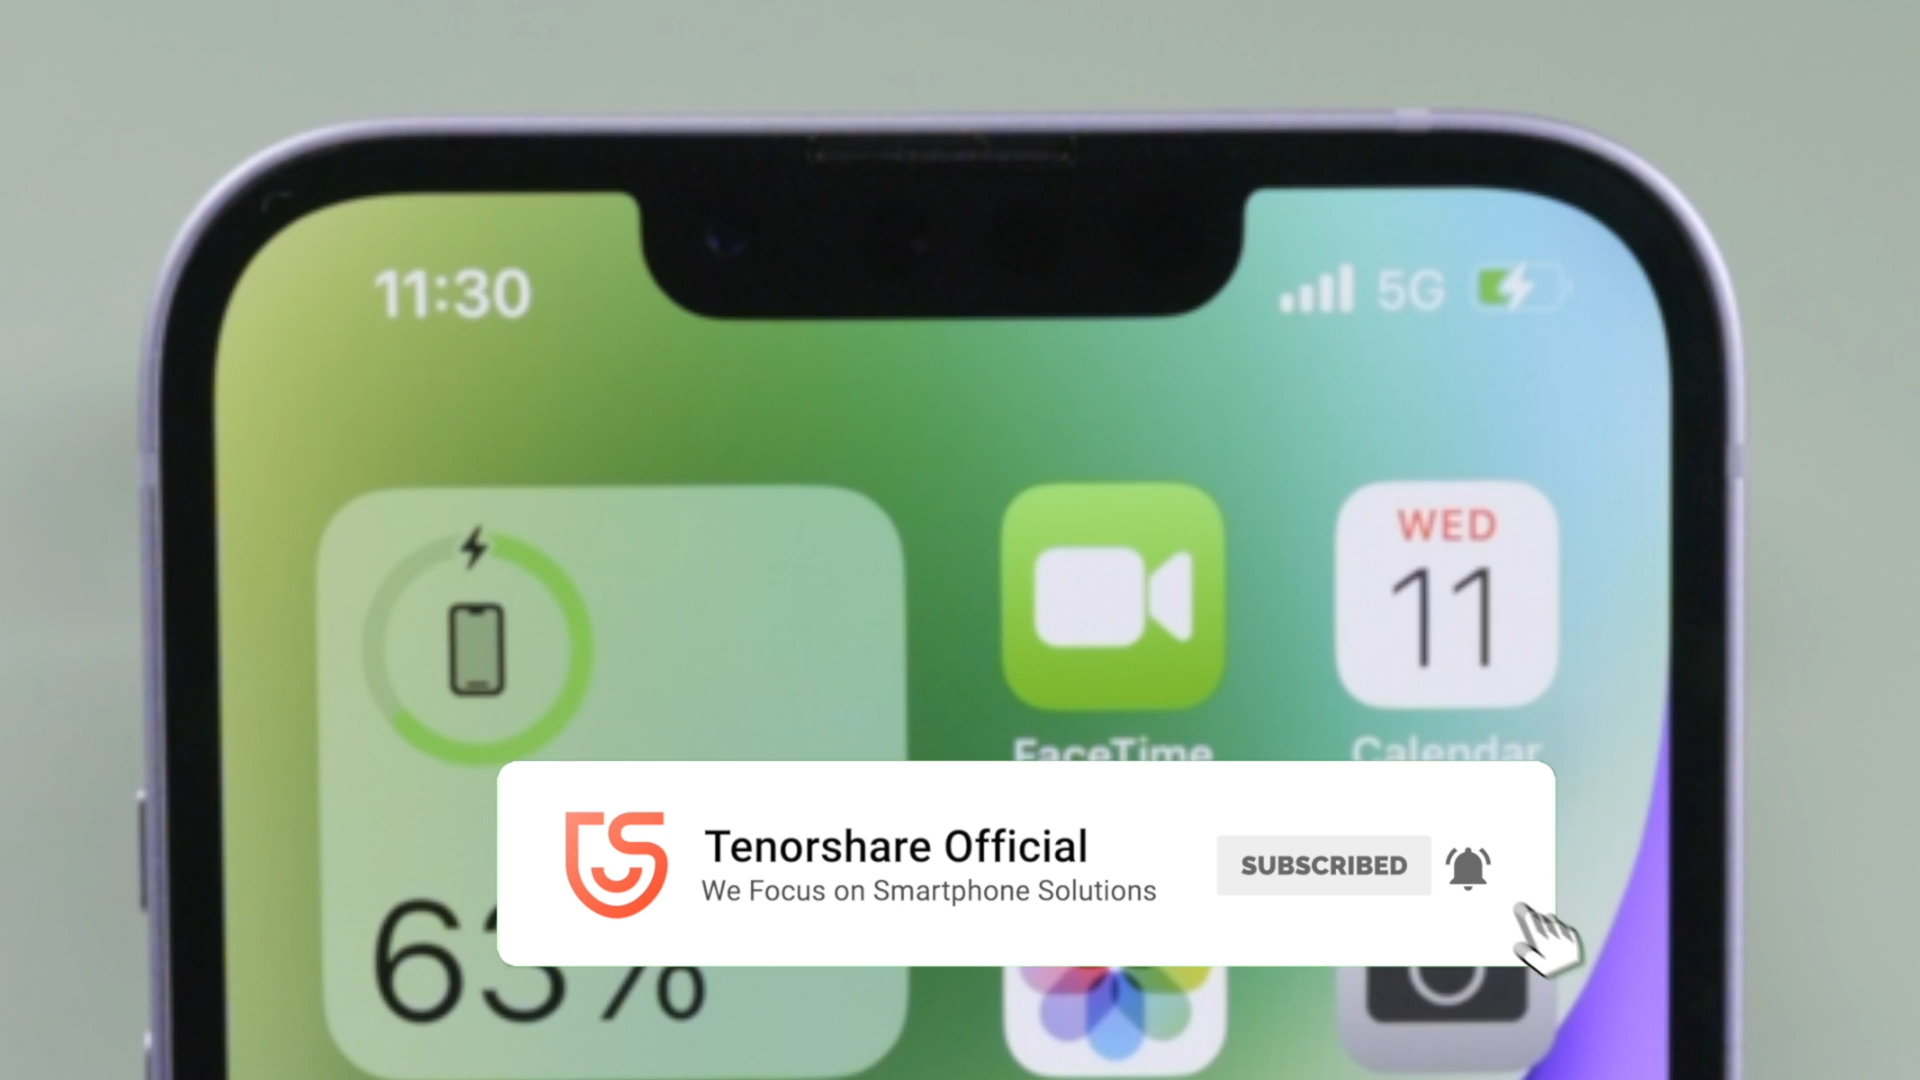 11:30
5G
WED
11
FaceTime
Calendar
Tenorshare Official
We Focus on Smartphone Solutions
SUBSCRIBED
63%